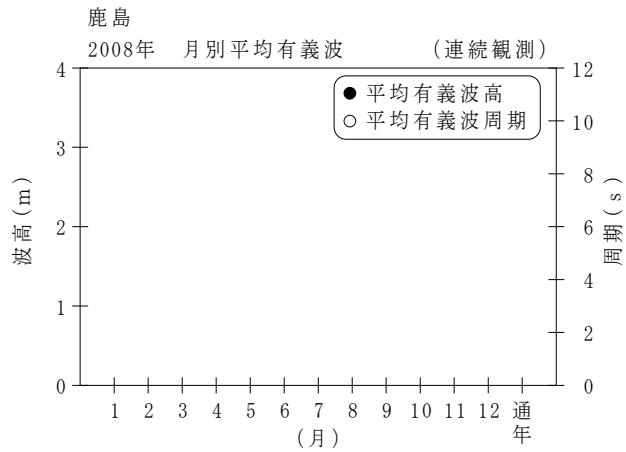 鹿島
2008年 月別平均有義波 (連続観測)
4
3
2
1
0
波高(m)
● 平均有義波高
○ 平均有義波周期
12
10
8
6
4
2
0
周期(s)
1 2 3 4 5 6 7 8 9 10 11 12 通年
(月)